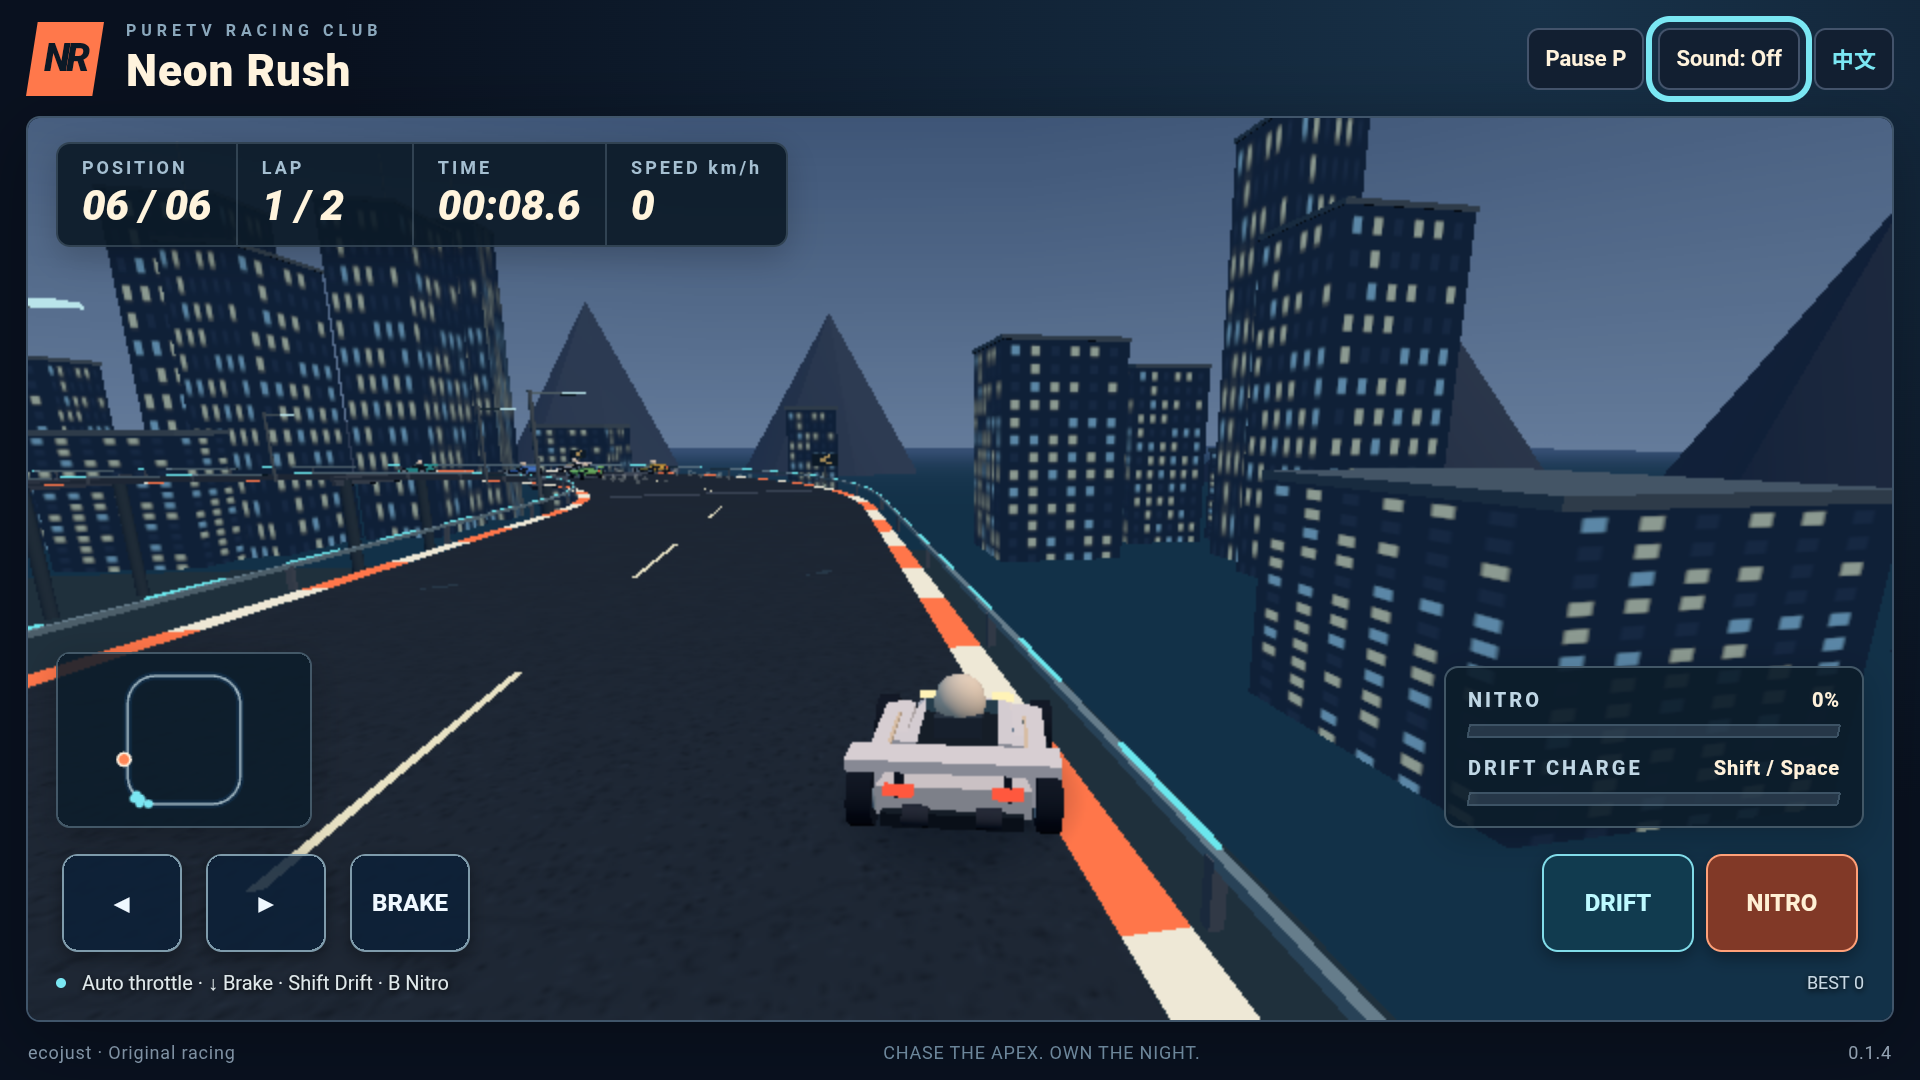 NR
PURETV RACING CLUB
Neon Rush
Pause P
Sound: Off
中文
POSITION
06 / 06
LAP
1 / 2
TIME
00:08.6
SPEED km/h
0
NITRO
0%
DRIFT CHARGE
Shift / Space
◀
▶
BRAKE
DRIFT
NITRO
Auto throttle · ↓ Brake · Shift Drift · B Nitro
BEST 0
ecojust · Original racing
CHASE THE APEX. OWN THE NIGHT.
0.1.4